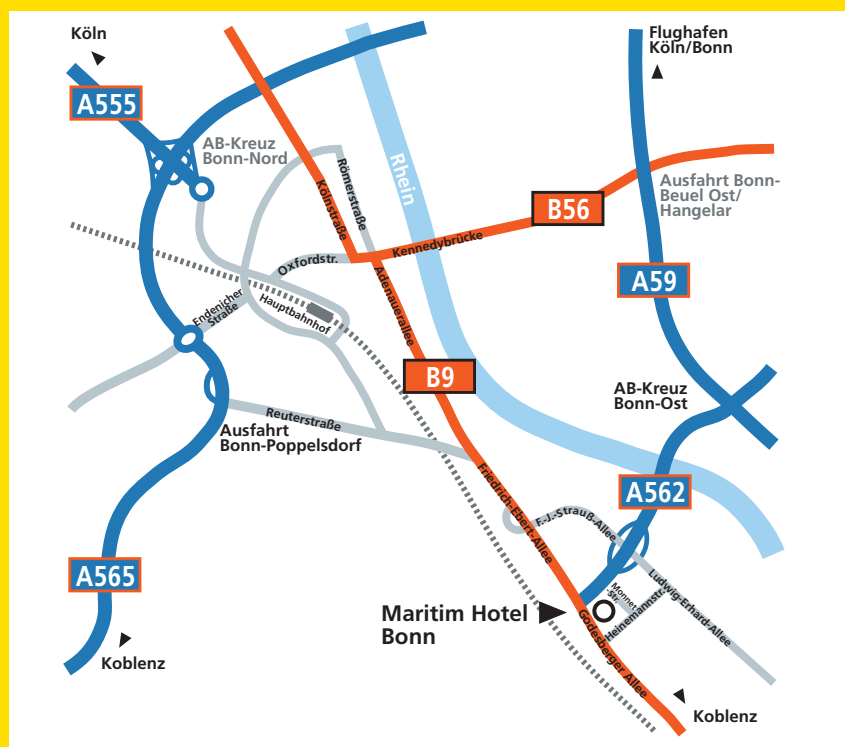 Köln
Flughafen
Köln/Bonn
A555
AB-Kreuz
Bonn-Nord
Rhein
Römerstraße
Kölnstraße
Ausfahrt Bonn-
Beuel Ost/
Hangelar
B56
Kennedybrücke
Oxfordstr.
Adenauerallee
A59
Endenicher
Straße
Hauptbahnhof
B9
AB-Kreuz
Bonn-Ost
Reuterstraße
Ausfahrt
Bonn-Poppelsdorf
Friedrich-Ebert-Allee
A562
F.-J.-Strauß-Allee
A565
Monnet
-Str.
Ludwig-Erhard-Allee
Heinemannstr.
Maritim Hotel
Bonn
Godesberger Allee
Koblenz
Koblenz